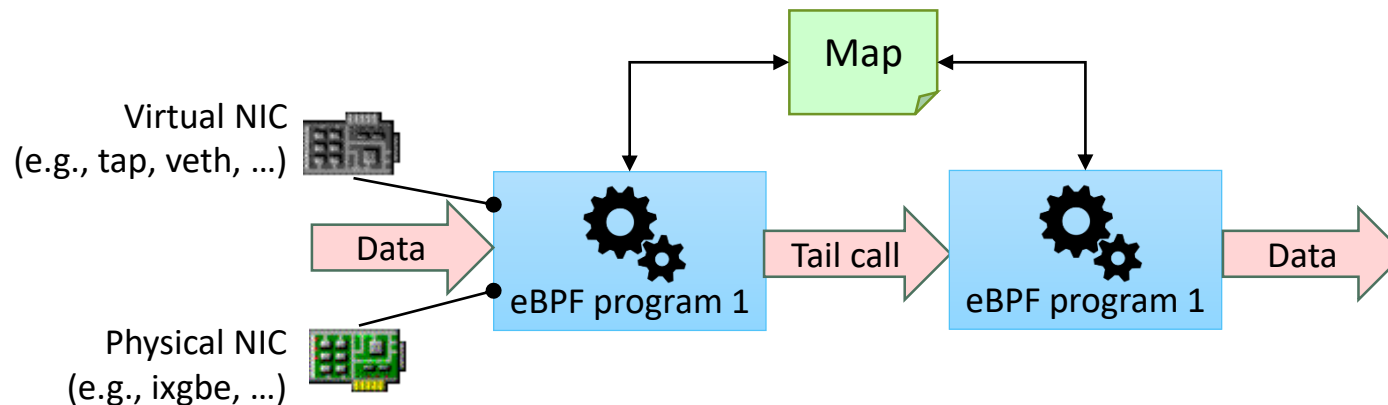 Map
Virtual NIC
(e.g., tap, veth, …)
Data
Tail call
Data
eBPF program 1
eBPF program 1
Physical NIC
(e.g., ixgbe, …)